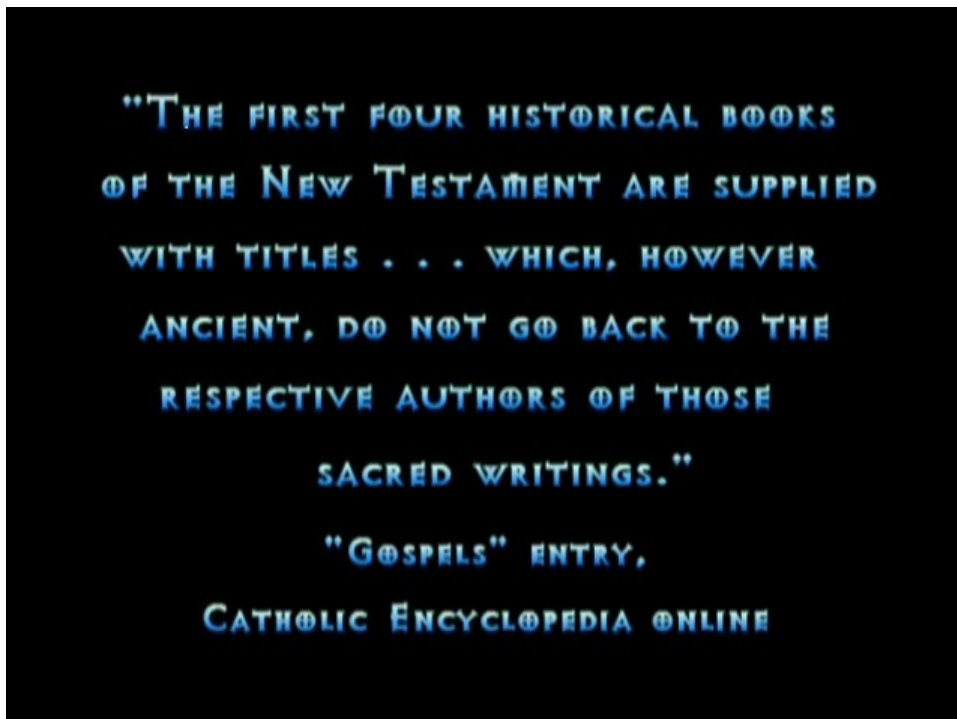 "The first four historical books
of the New Testament are supplied
with titles . . . which, however
ancient, do not go back to the
respective authors of those
sacred writings."
"Gospels" entry,
Catholic Encyclopedia online